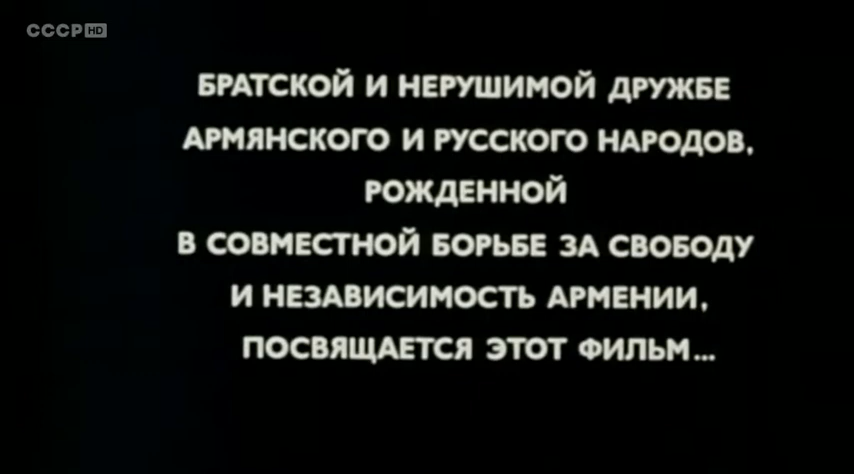 СССР HD
БРАТСКОЙ И НЕРУШИМОЙ ДРУЖБЕ
АРМЯНСКОГО И РУССКОГО НАРОДОВ,
РОЖДЕННОЙ
В СОВМЕСТНОЙ БОРЬБЕ ЗА СВОБОДУ
И НЕЗАВИСИМОСТЬ АРМЕНИИ,
ПОСВЯЩАЕТСЯ ЭТОТ ФИЛЬМ...